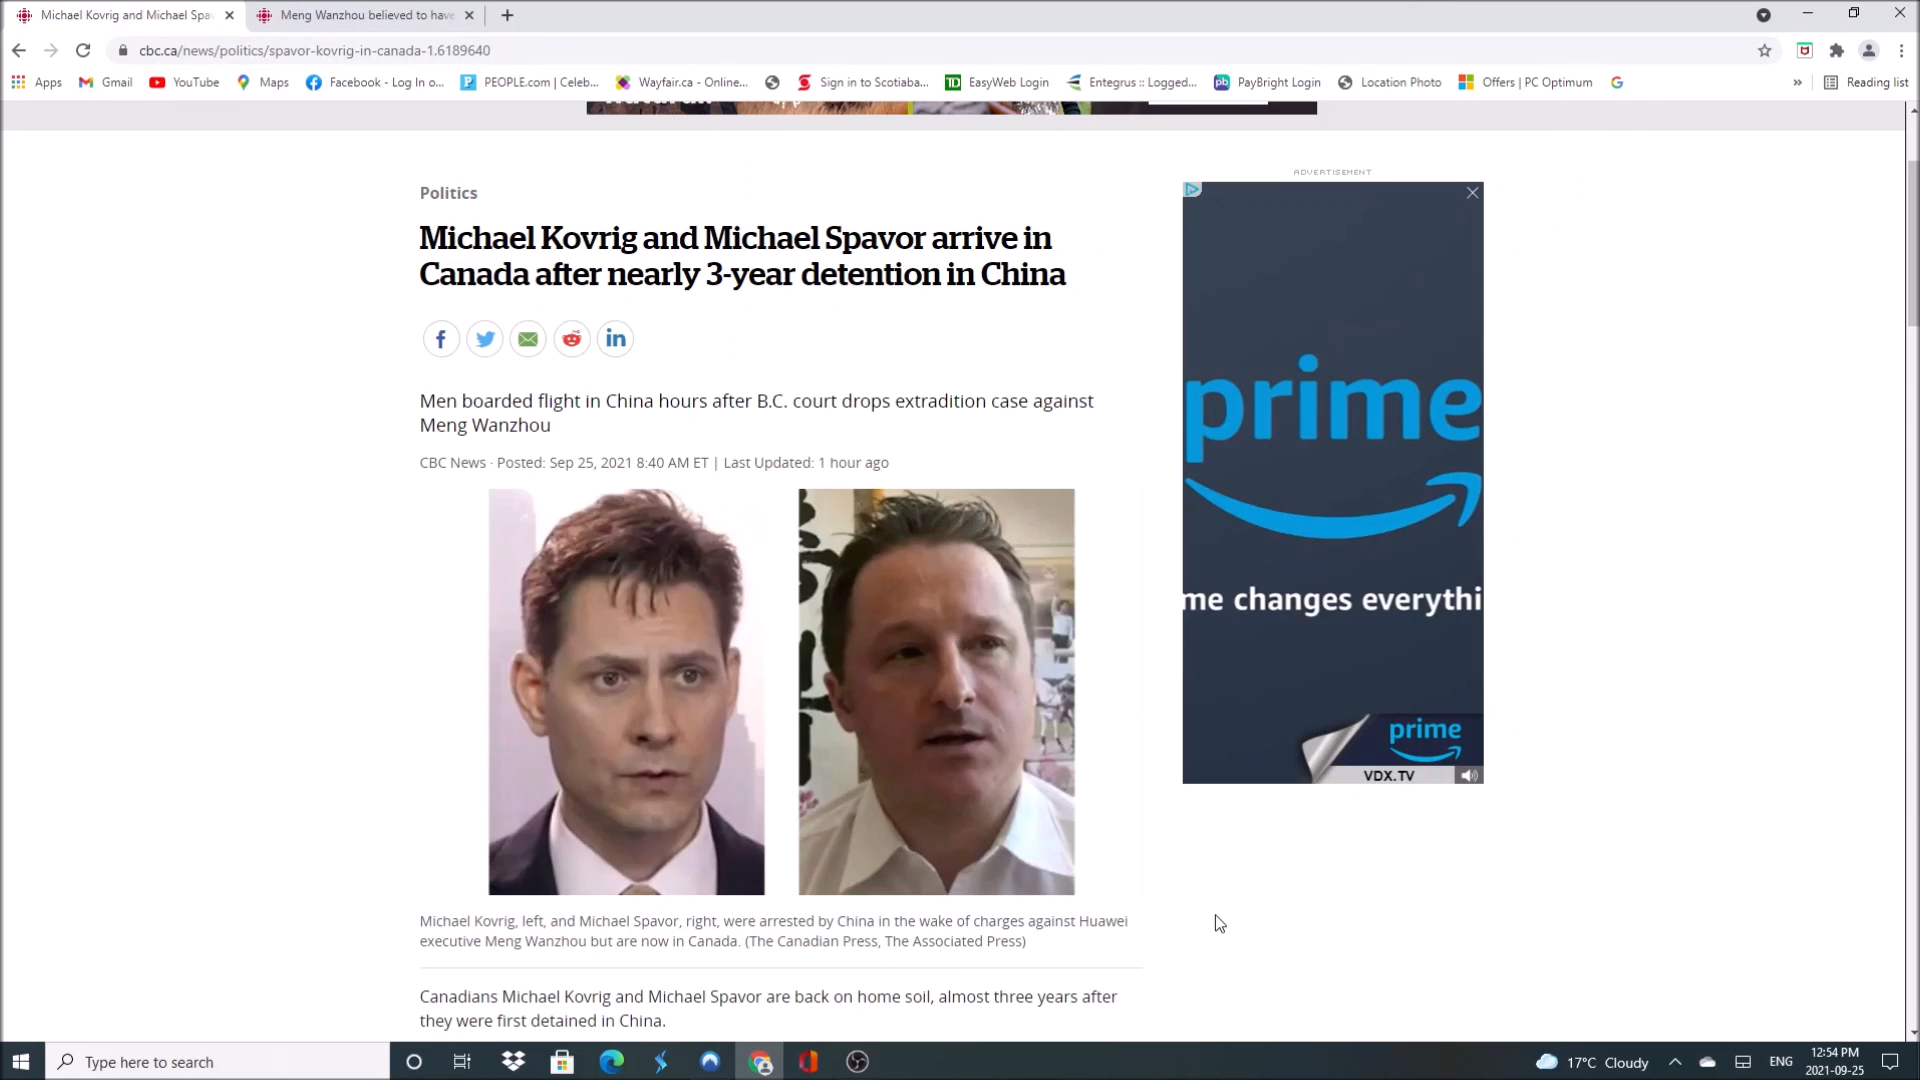 Michael Kovrig and Michael Spav
Meng Wanzhou believed to have
cbc.ca/news/politics/spavor-kovrig-in-canada-1.6189640
Apps
Gmail
YouTube
Maps
Facebook - Log In o...
PEOPLE.com | Celeb...
Wayfair.ca - Online...
Sign in to Scotiaba...
EasyWeb Login
Entegrus :: Logged...
PayBright Login
Location Photo
Offers | PC Optimum
»
Reading list
ADVERTISEMENT
Politics
Michael Kovrig and Michael Spavor arrive in
Canada after nearly 3-year detention in China
Men boarded flight in China hours after B.C. court drops extradition case against
Meng Wanzhou
CBC News · Posted: Sep 25, 2021 8:40 AM ET | Last Updated: 1 hour ago
prime
me changes everythi
prime
VDX.TV
Michael Kovrig, left, and Michael Spavor, right, were arrested by China in the wake of charges against Huawei
executive Meng Wanzhou but are now in Canada. (The Canadian Press, The Associated Press)
Canadians Michael Kovrig and Michael Spavor are back on home soil, almost three years after
they were first detained in China.
Type here to search
17°C Cloudy
ENG
12:54 PM
2021-09-25